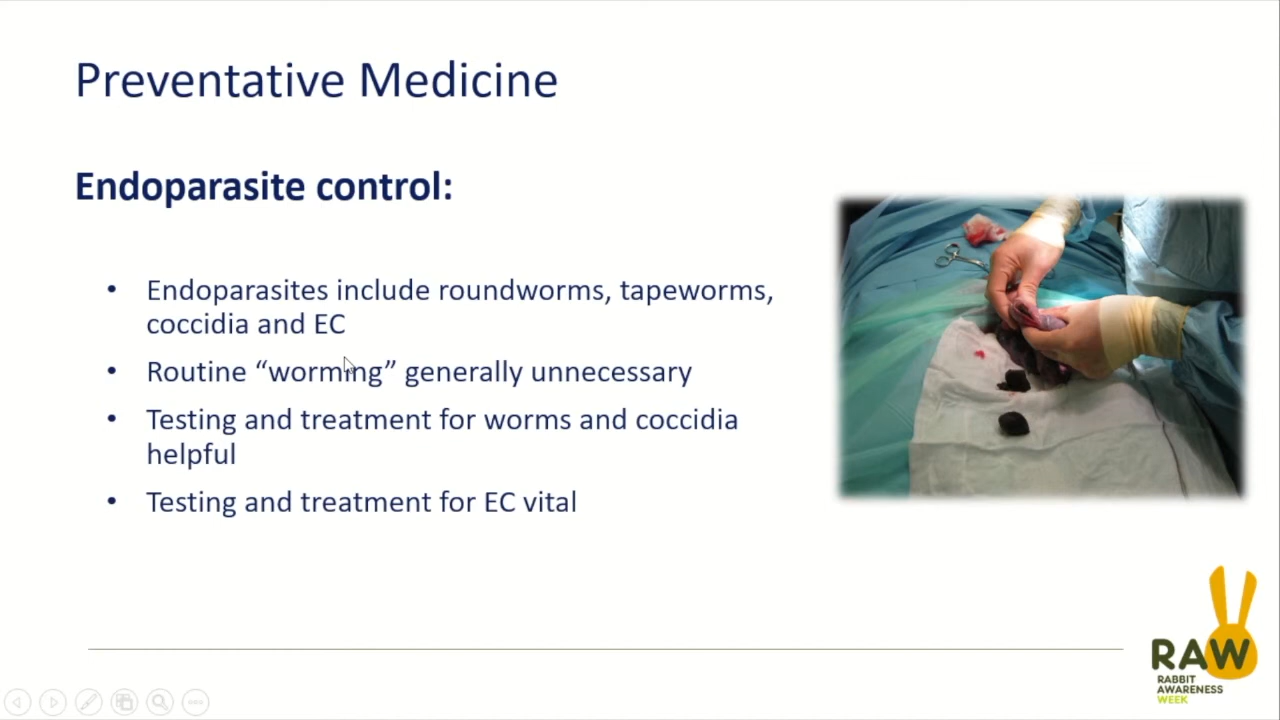 Preventative Medicine
Endoparasite control:
• Endoparasites include roundworms, tapeworms,
coccidia and EC
• Routine “worming” generally unnecessary
• Testing and treatment for worms and coccidia
helpful
• Testing and treatment for EC vital
RAW
RABBIT
AWARENESS
WEEK